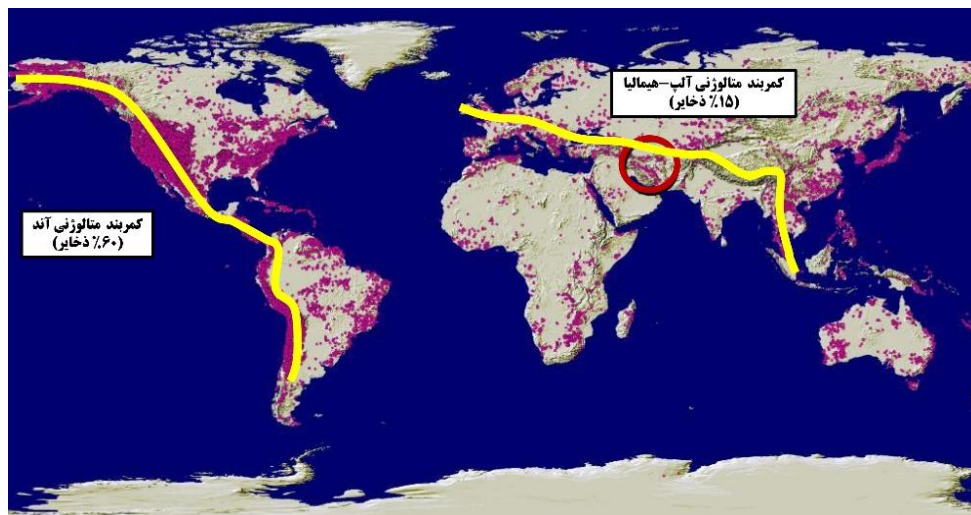 کمربند متالوژنی آلپ-هیمالیا
(۱۵٪ ذخایر)
کمربند متالوژنی آند
(۶۰٪ ذخایر)